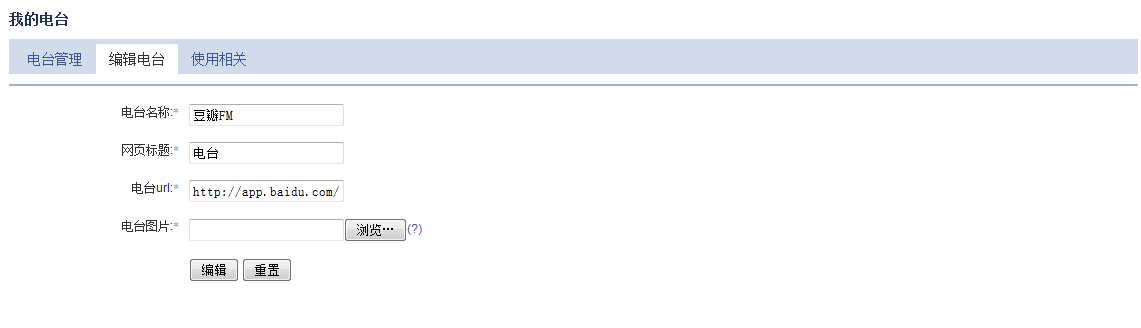 我的电台
电台管理 编辑电台 使用相关
电台名称:* 豆瓣FM
网页标题:* 电台
电台url:* http://app.baidu.com/
电台图片:* 浏览… (?)
编辑 重置